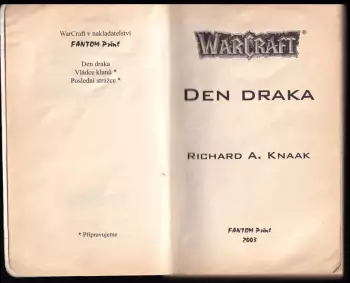 WarCraft v nakladatelství
FANTOM Print
Den draka
Vládce klanů *
Poslední strážce *
* Připravujeme
WARCRAFT
DEN DRAKA
RICHARD A. KNAAK
FANTOM Print
2003